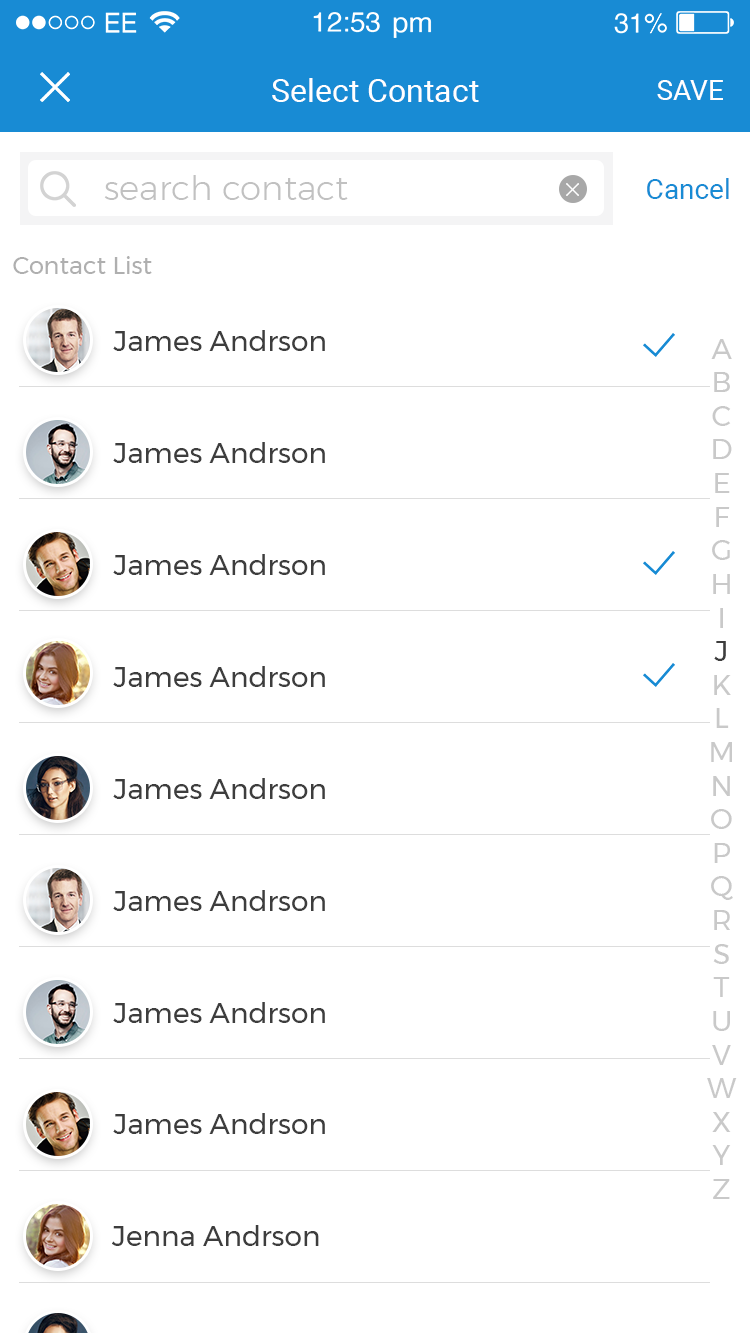 EE 12:53 pm 31%
Select Contact SAVE
search contact Cancel
Contact List
James Andrson
James Andrson
James Andrson
James Andrson
James Andrson
James Andrson
James Andrson
James Andrson
Jenna Andrson
A
B
C
D
E
F
G
H
I
J
K
L
M
N
O
P
Q
R
S
T
U
V
W
X
Y
Z